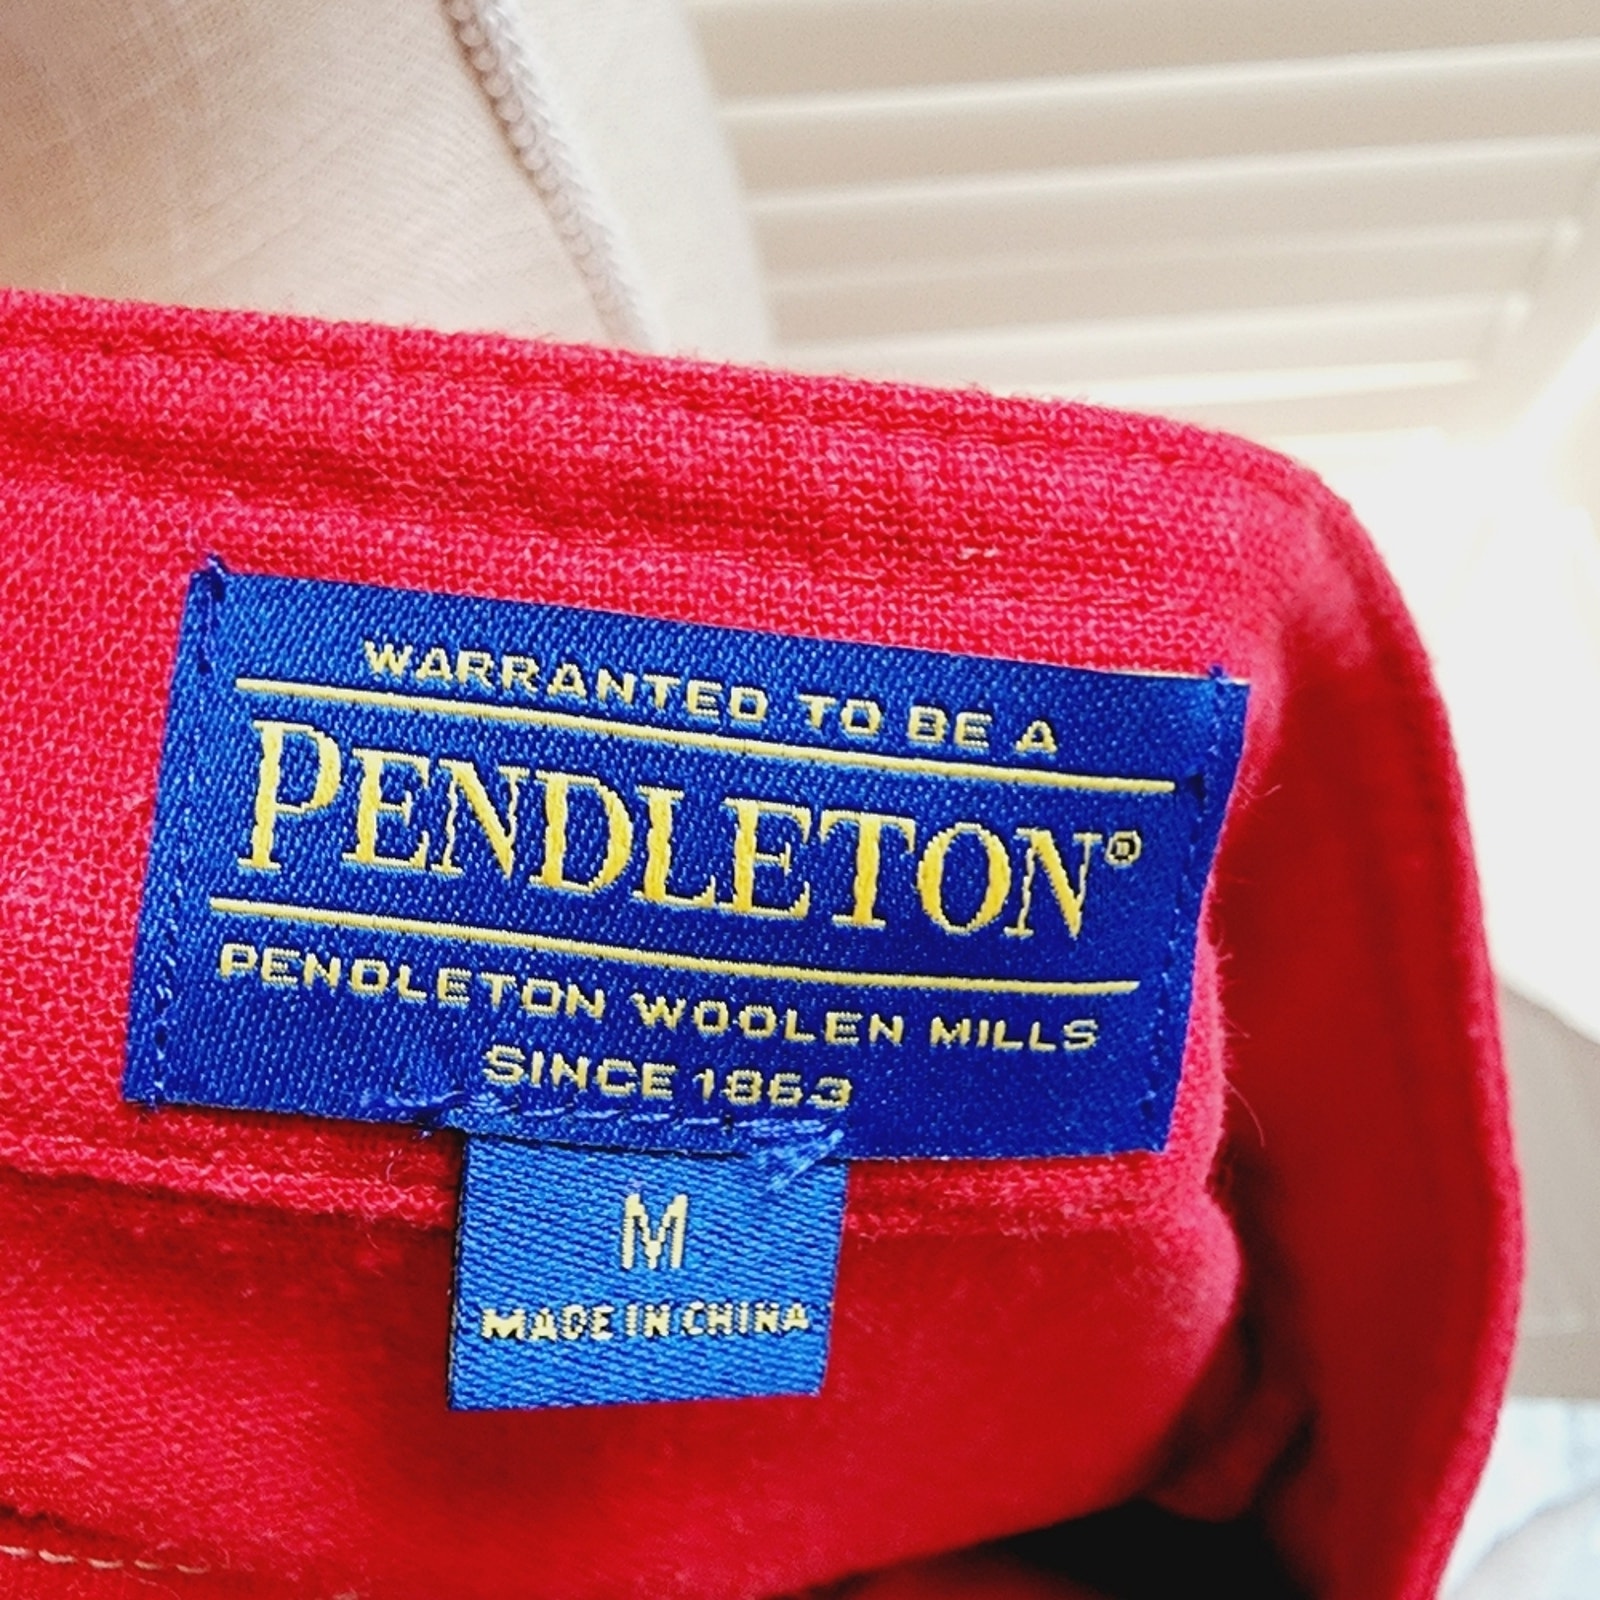 WARRANTED TO BE A
PENDLETON®
PENDLETON WOOLEN MILLS
SINCE 1863
M
MADE IN CHINA